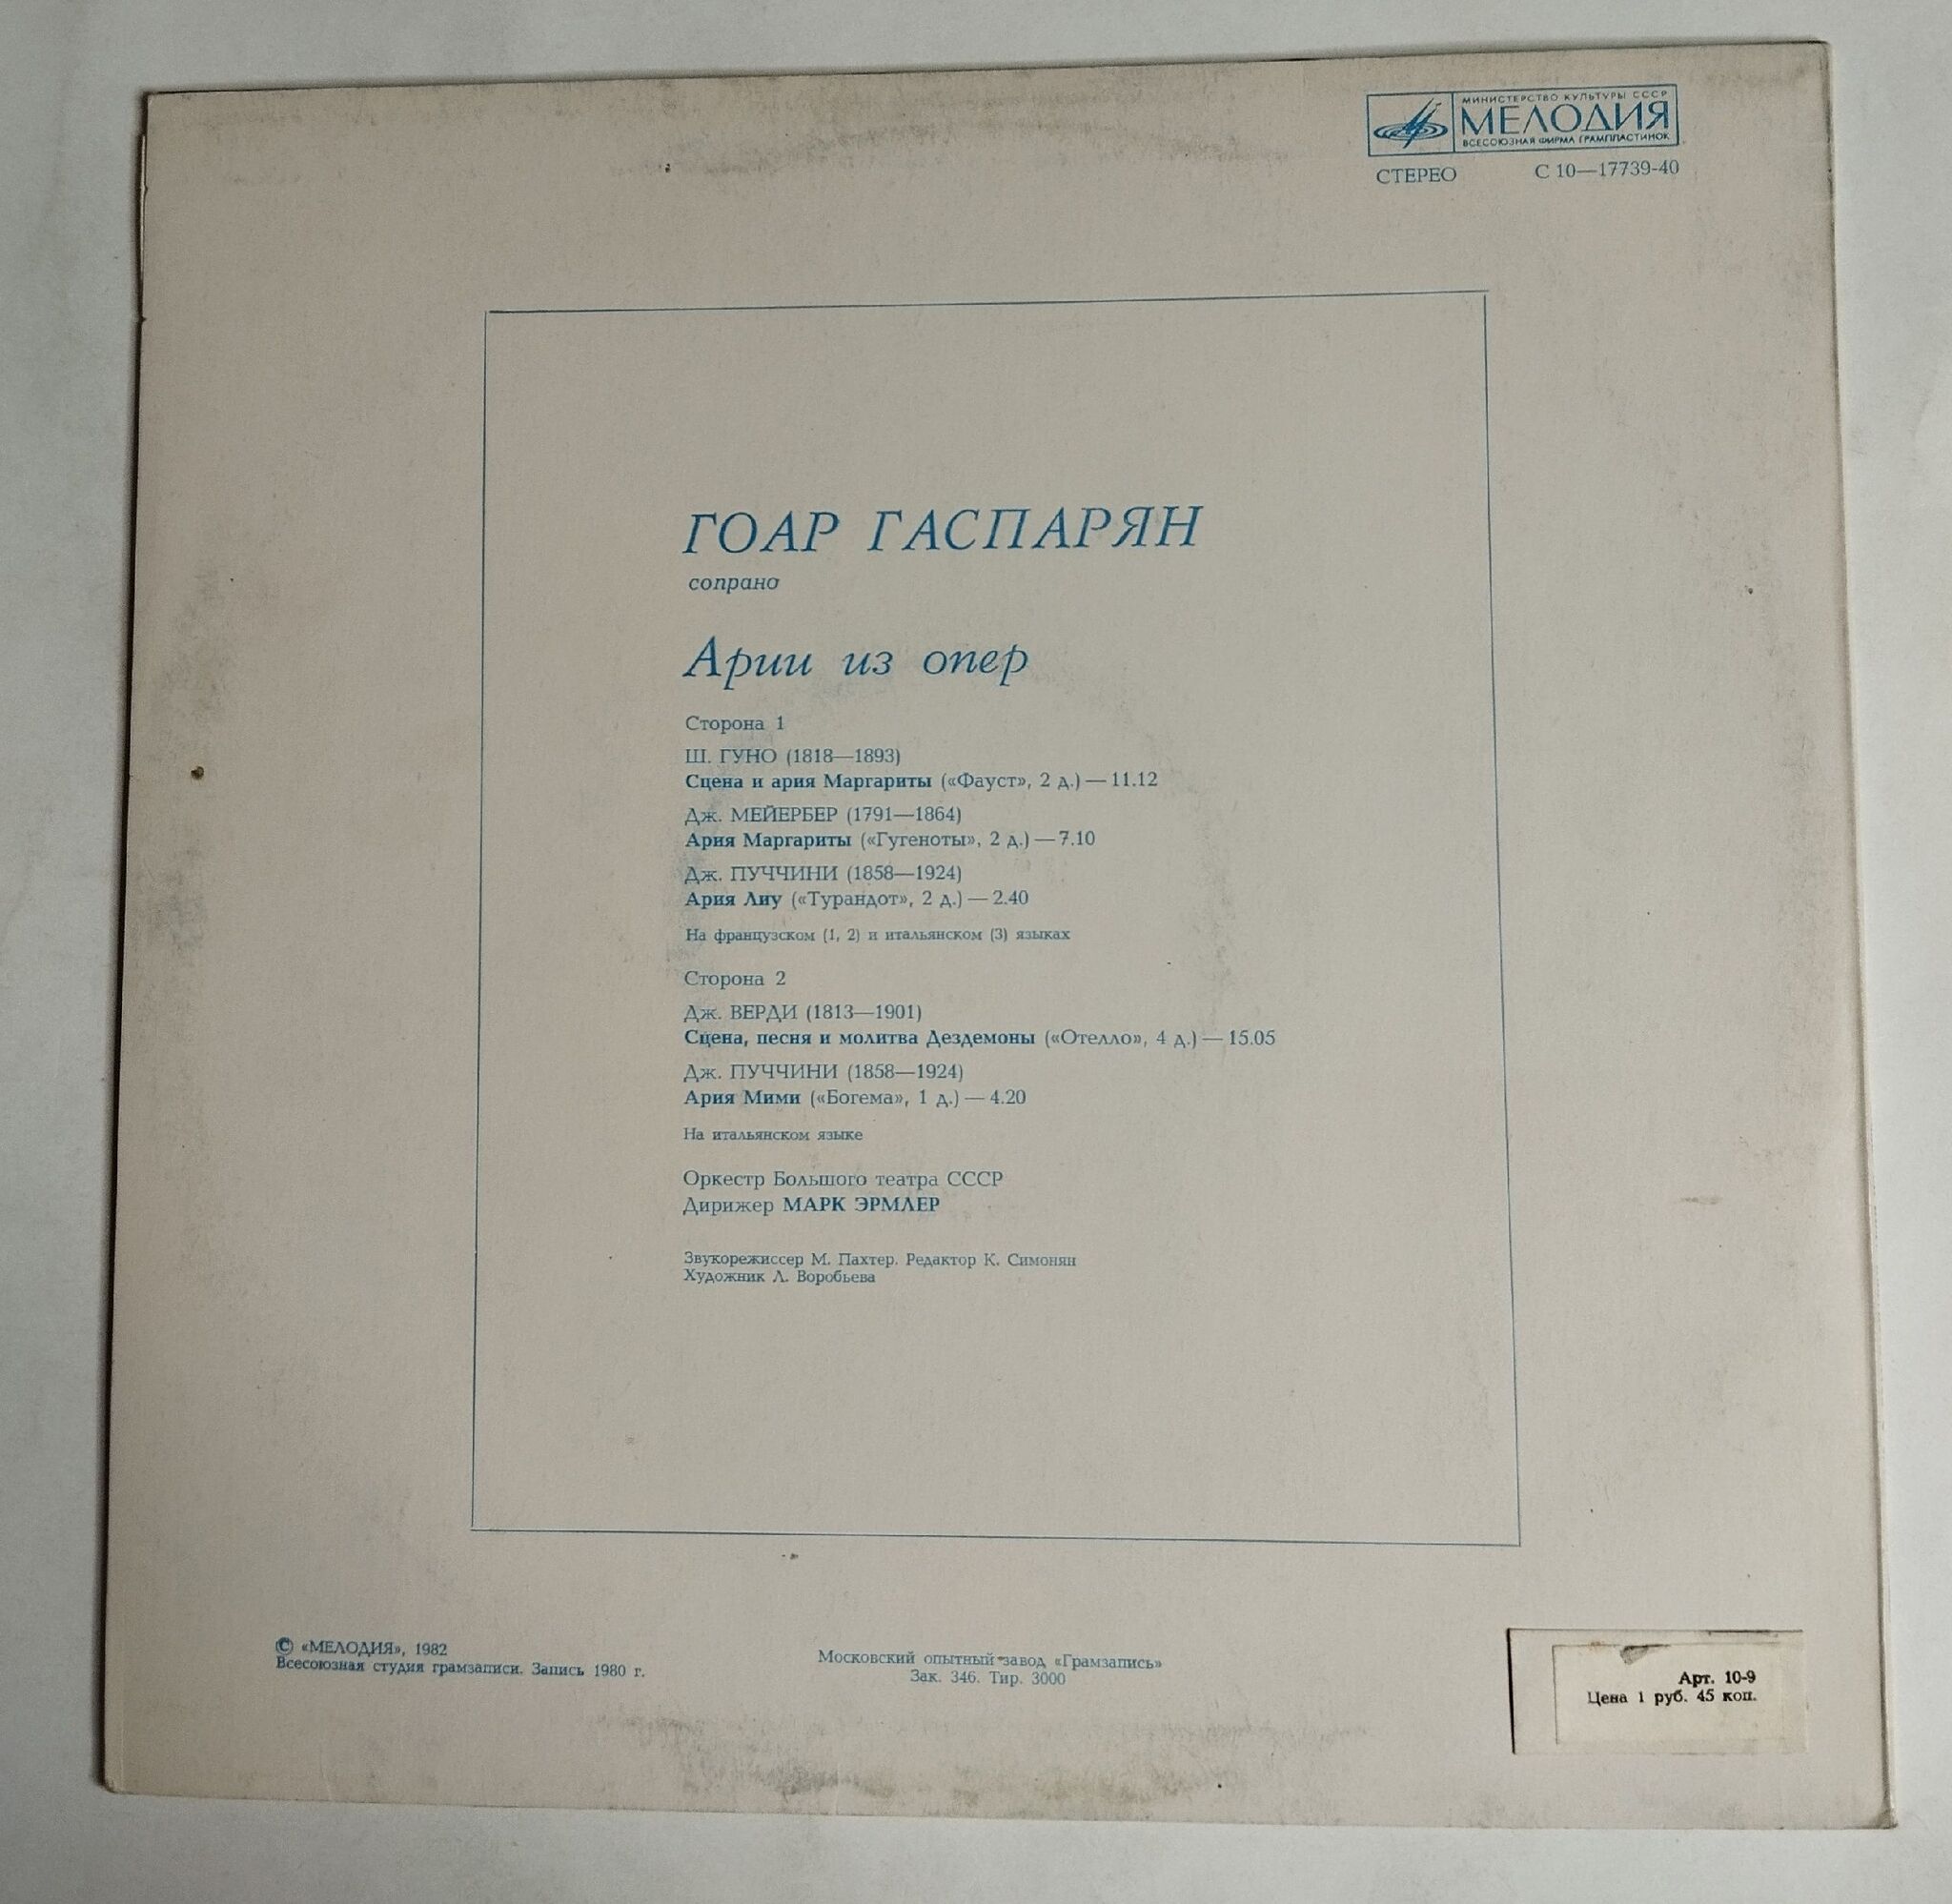 МИНИСТЕРСТВО КУЛЬТУРЫ СССР
МЕЛОДИЯ
ВСЕСОЮЗНАЯ ФИРМА ГРАМПЛАСТИНОК
СТЕРЕО С 10—17739-40
ГОАР ГАСПАРЯН
сопрано
Арии из опер
Сторона 1
Ш. ГУНО (1818—1893)
Сцена и ария Маргариты («Фауст», 2 д.) — 11.12
Дж. МЕЙЕРБЕР (1791—1864)
Ария Маргариты («Гугеноты», 2 д.) — 7.10
Дж. ПУЧЧИНИ (1858—1924)
Ария Лиу («Турандот», 2 д.) — 2.40
На французском (1, 2) и итальянском (3) языках
Сторона 2
Дж. ВЕРДИ (1813—1901)
Сцена, песня и молитва Дездемоны («Отелло», 4 д.) — 15.05
Дж. ПУЧЧИНИ (1858—1924)
Ария Мими («Богема», 1 д.) — 4.20
На итальянском языке
Оркестр Большого театра СССР
Дирижер МАРК ЭРМЛЕР
Звукорежиссер М. Пахтер. Редактор К. Симонян
Художник Л. Воробьева
© «МЕЛОДИЯ», 1982
Всесоюзная студия грамзаписи. Запись 1980 г.
Московский опытный завод «Грамзапись»
Зак. 346. Тир. 3000
Арт. 10-9
Цена 1 руб. 45 коп.